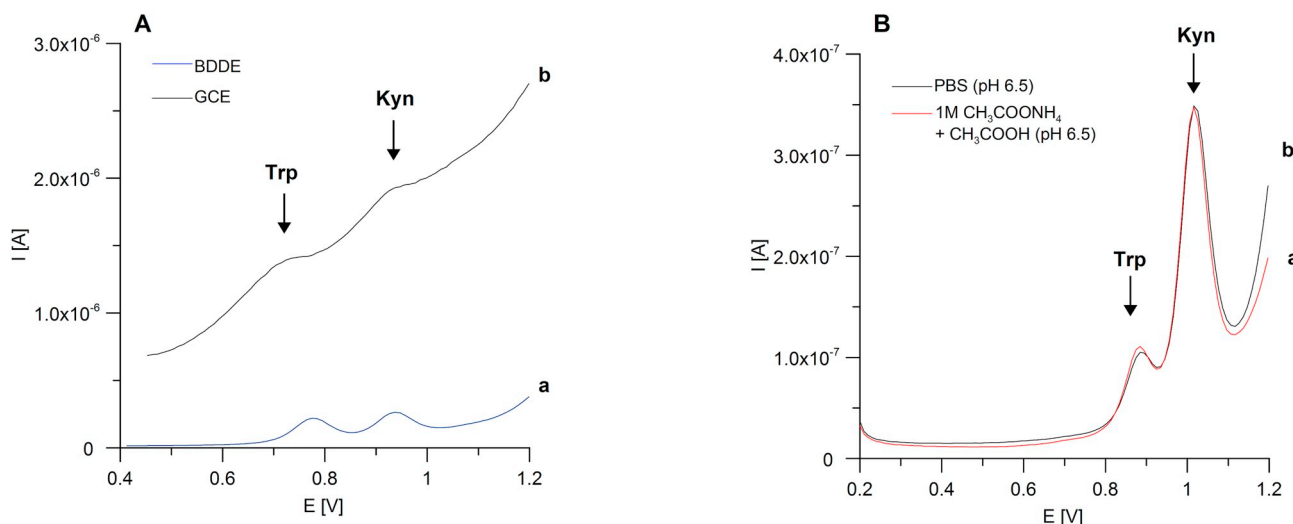 A
3.0x10⁻⁶
BDDE
GCE
b
Kyn
Trp
2.0x10⁻⁶
I [A]
1.0x10⁻⁶
a
0
0.4
0.6
0.8
1
1.2
E [V]
B
Kyn
4.0x10⁻⁷
PBS (pH 6.5)
1M CH₃COONH₄
+ CH₃COOH (pH 6.5)
3.0x10⁻⁷
b
I [A]
2.0x10⁻⁷
Trp
a
1.0x10⁻⁷
0
0.2
0.4
0.6
0.8
1
1.2
E [V]